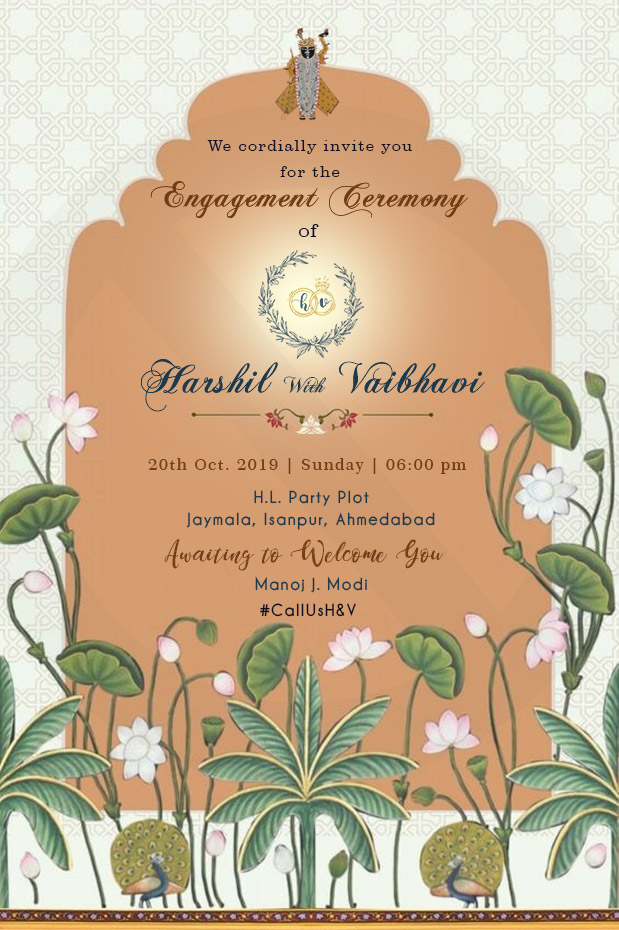 We cordially invite you
for the
Engagement Ceremony
of
h&v
Harshil With Vaibhavi
20th Oct. 2019 | Sunday | 06:00 pm
H.L. Party Plot
Jaymala, Isanpur, Ahmedabad
Awaiting to Welcome You
Manoj J. Modi
#CallUsH&V